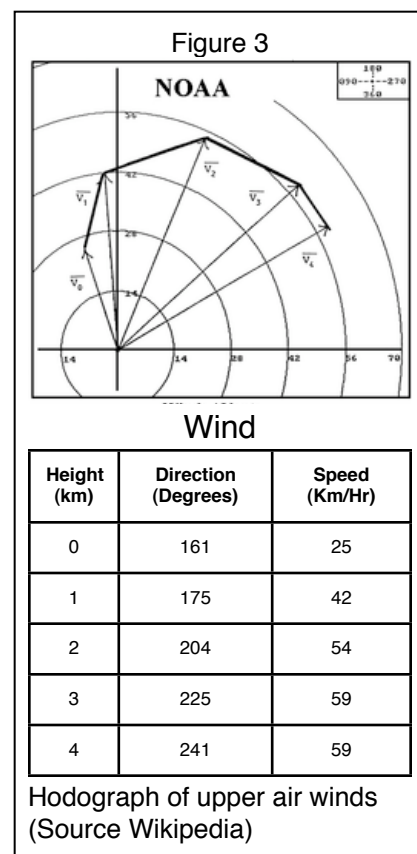 Figure 3
NOAA
180
090 270
360
56
42
28
14
V₀
V₁
V₂
V₃
V₄
14 14 28 42 56 70
Wind
Height (km) Direction (Degrees) Speed (Km/Hr)
0 161 25
1 175 42
2 204 54
3 225 59
4 241 59
Hodograph of upper air winds
(Source Wikipedia)